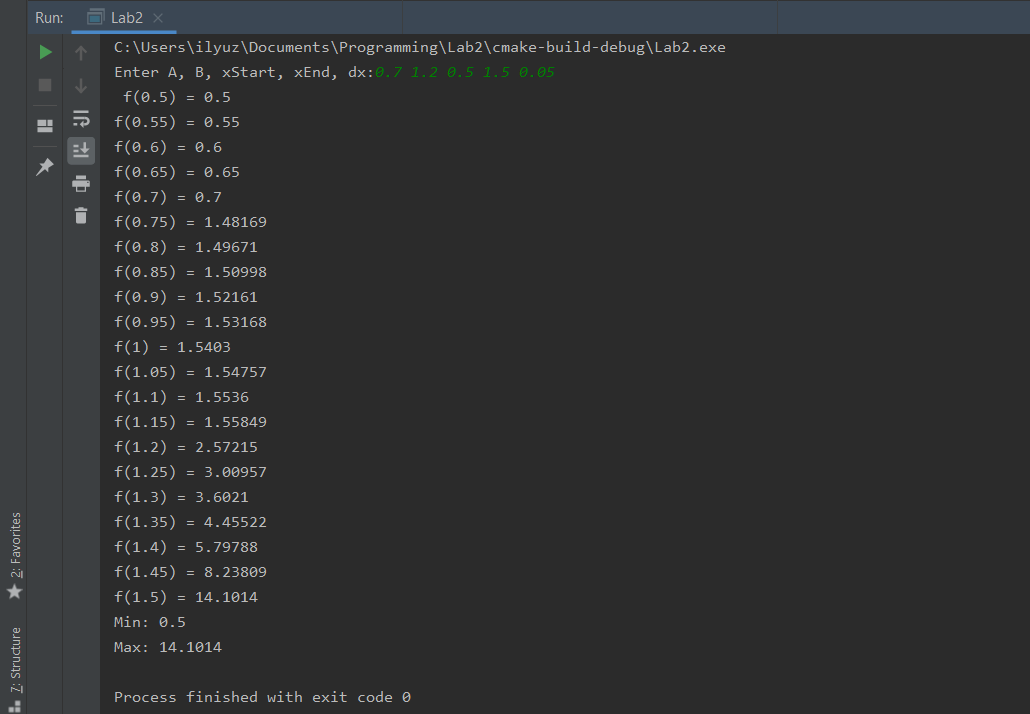 Run: Lab2
C:\Users\ilyuz\Documents\Programming\Lab2\cmake-build-debug\Lab2.exe
Enter A, B, xStart, xEnd, dx:0.7 1.2 0.5 1.5 0.05
f(0.5) = 0.5
f(0.55) = 0.55
f(0.6) = 0.6
f(0.65) = 0.65
f(0.7) = 0.7
f(0.75) = 1.48169
f(0.8) = 1.49671
f(0.85) = 1.50998
f(0.9) = 1.52161
f(0.95) = 1.53168
f(1) = 1.5403
f(1.05) = 1.54757
f(1.1) = 1.5536
f(1.15) = 1.55849
f(1.2) = 2.57215
f(1.25) = 3.00957
f(1.3) = 3.6021
f(1.35) = 4.45522
f(1.4) = 5.79788
f(1.45) = 8.23809
f(1.5) = 14.1014
Min: 0.5
Max: 14.1014
Process finished with exit code 0
2: Favorites
7: Structure